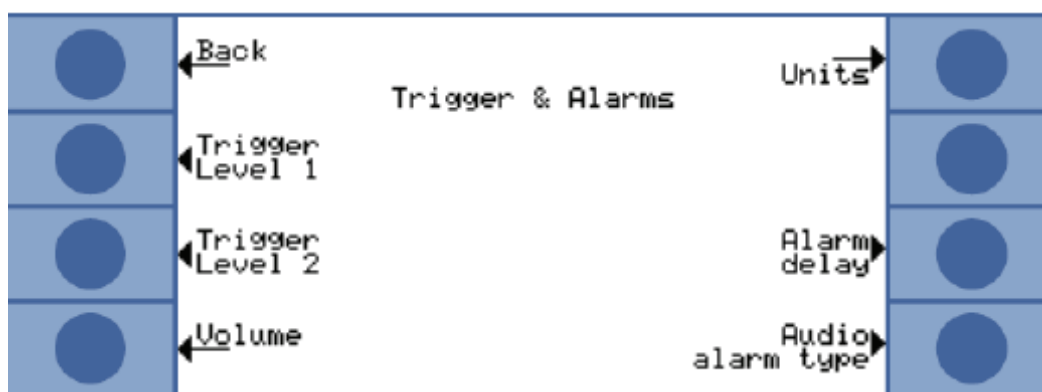 Back
Units
Trigger & Alarms
Trigger
Level 1
Trigger
Level 2
Alarm
delay
Volume
Audio
alarm type